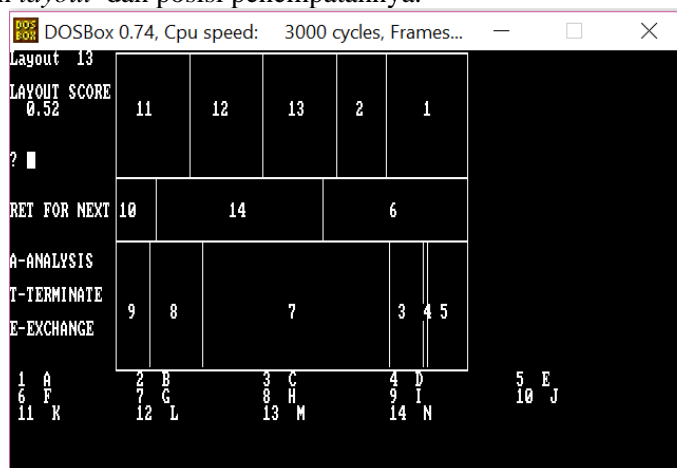 layout dan posisi penempatannya.
DOSBox 0.74, Cpu speed: 3000 cycles, Frames...
Layout 13
LAYOUT SCORE
0.52
11 12 13 2 1
? 
RET FOR NEXT 10 14 6
A-ANALYSIS
T-TERMINATE
9 8 7 3 4 5
E-EXCHANGE
1 A 2 B 3 C 4 D 5 E
6 F 7 G 8 H 9 I 10 J
11 K 12 L 13 M 14 N